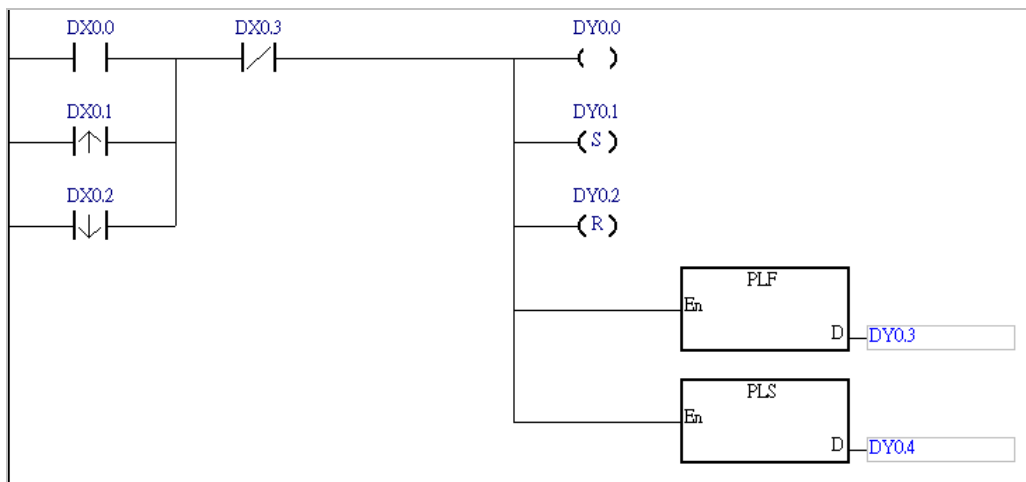 DX0.0 DX0.3 DY0.0
DX0.1 DY0.1
S
DX0.2 DY0.2
R
PLF
En
D DY0.3
PLS
En
D DY0.4